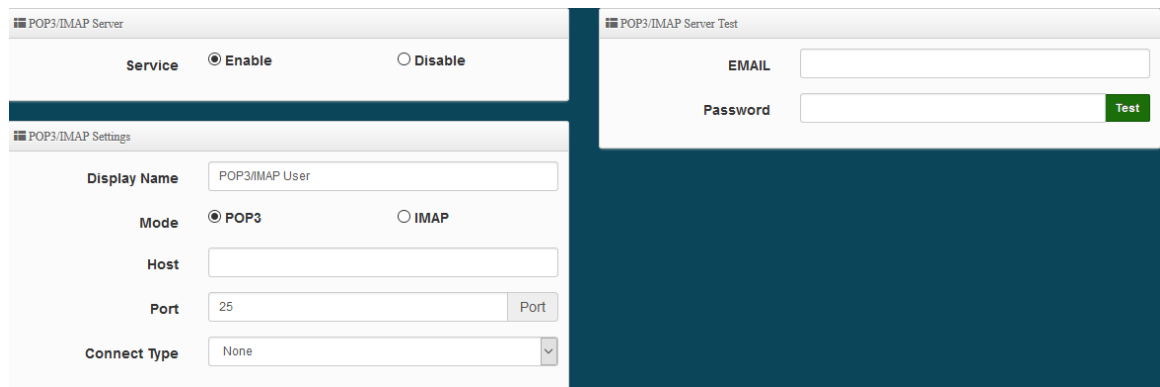 POP3/IMAP Server
Service Enable Disable
POP3/IMAP Settings
Display Name POP3/IMAP User
Mode POP3 IMAP
Host
Port 25 Port
Connect Type None
POP3/IMAP Server Test
EMAIL
Password Test